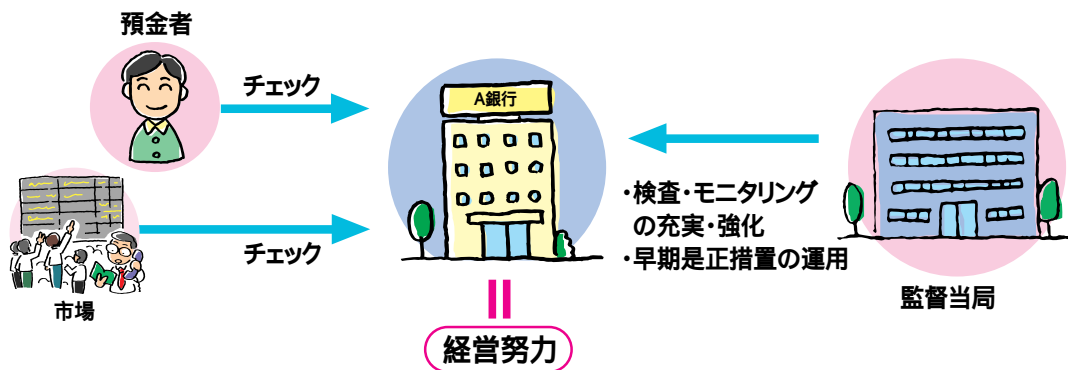 預金者
チェック
A銀行
・検査・モニタリング
の充実・強化
・早期是正措置の運用
チェック
市場
監督当局
経営努力